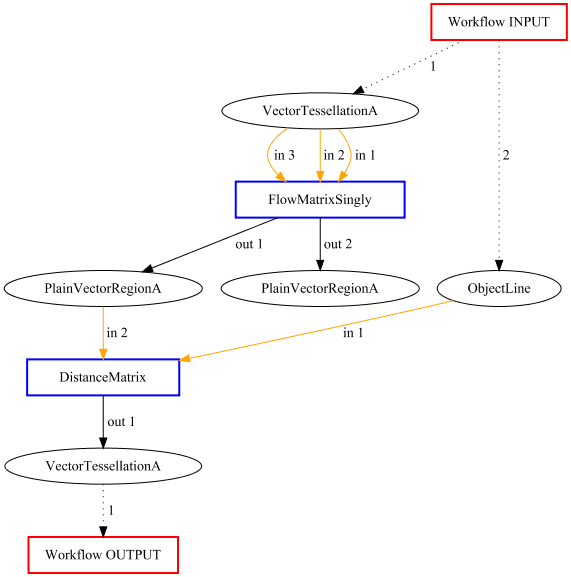 Workflow INPUT
1
VectorTessellationA
2
in 3
in 2
in 1
FlowMatrixSingly
out 1
out 2
PlainVectorRegionA
PlainVectorRegionA
ObjectLine
in 2
in 1
DistanceMatrix
out 1
VectorTessellationA
1
Workflow OUTPUT